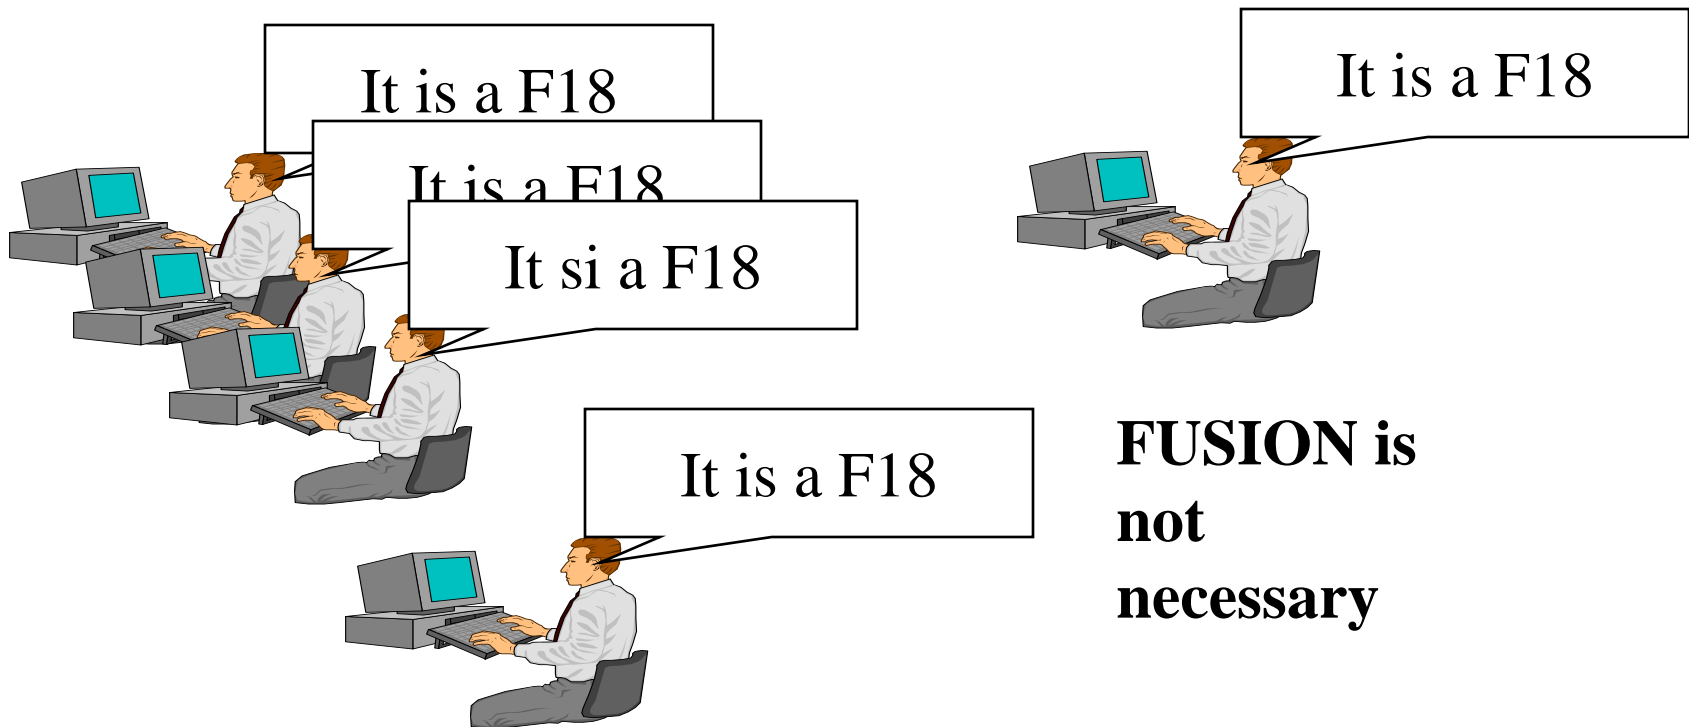 It is a F18
It is a F18
It is a F18
It si a F18
It is a F18
FUSION is
not
necessary